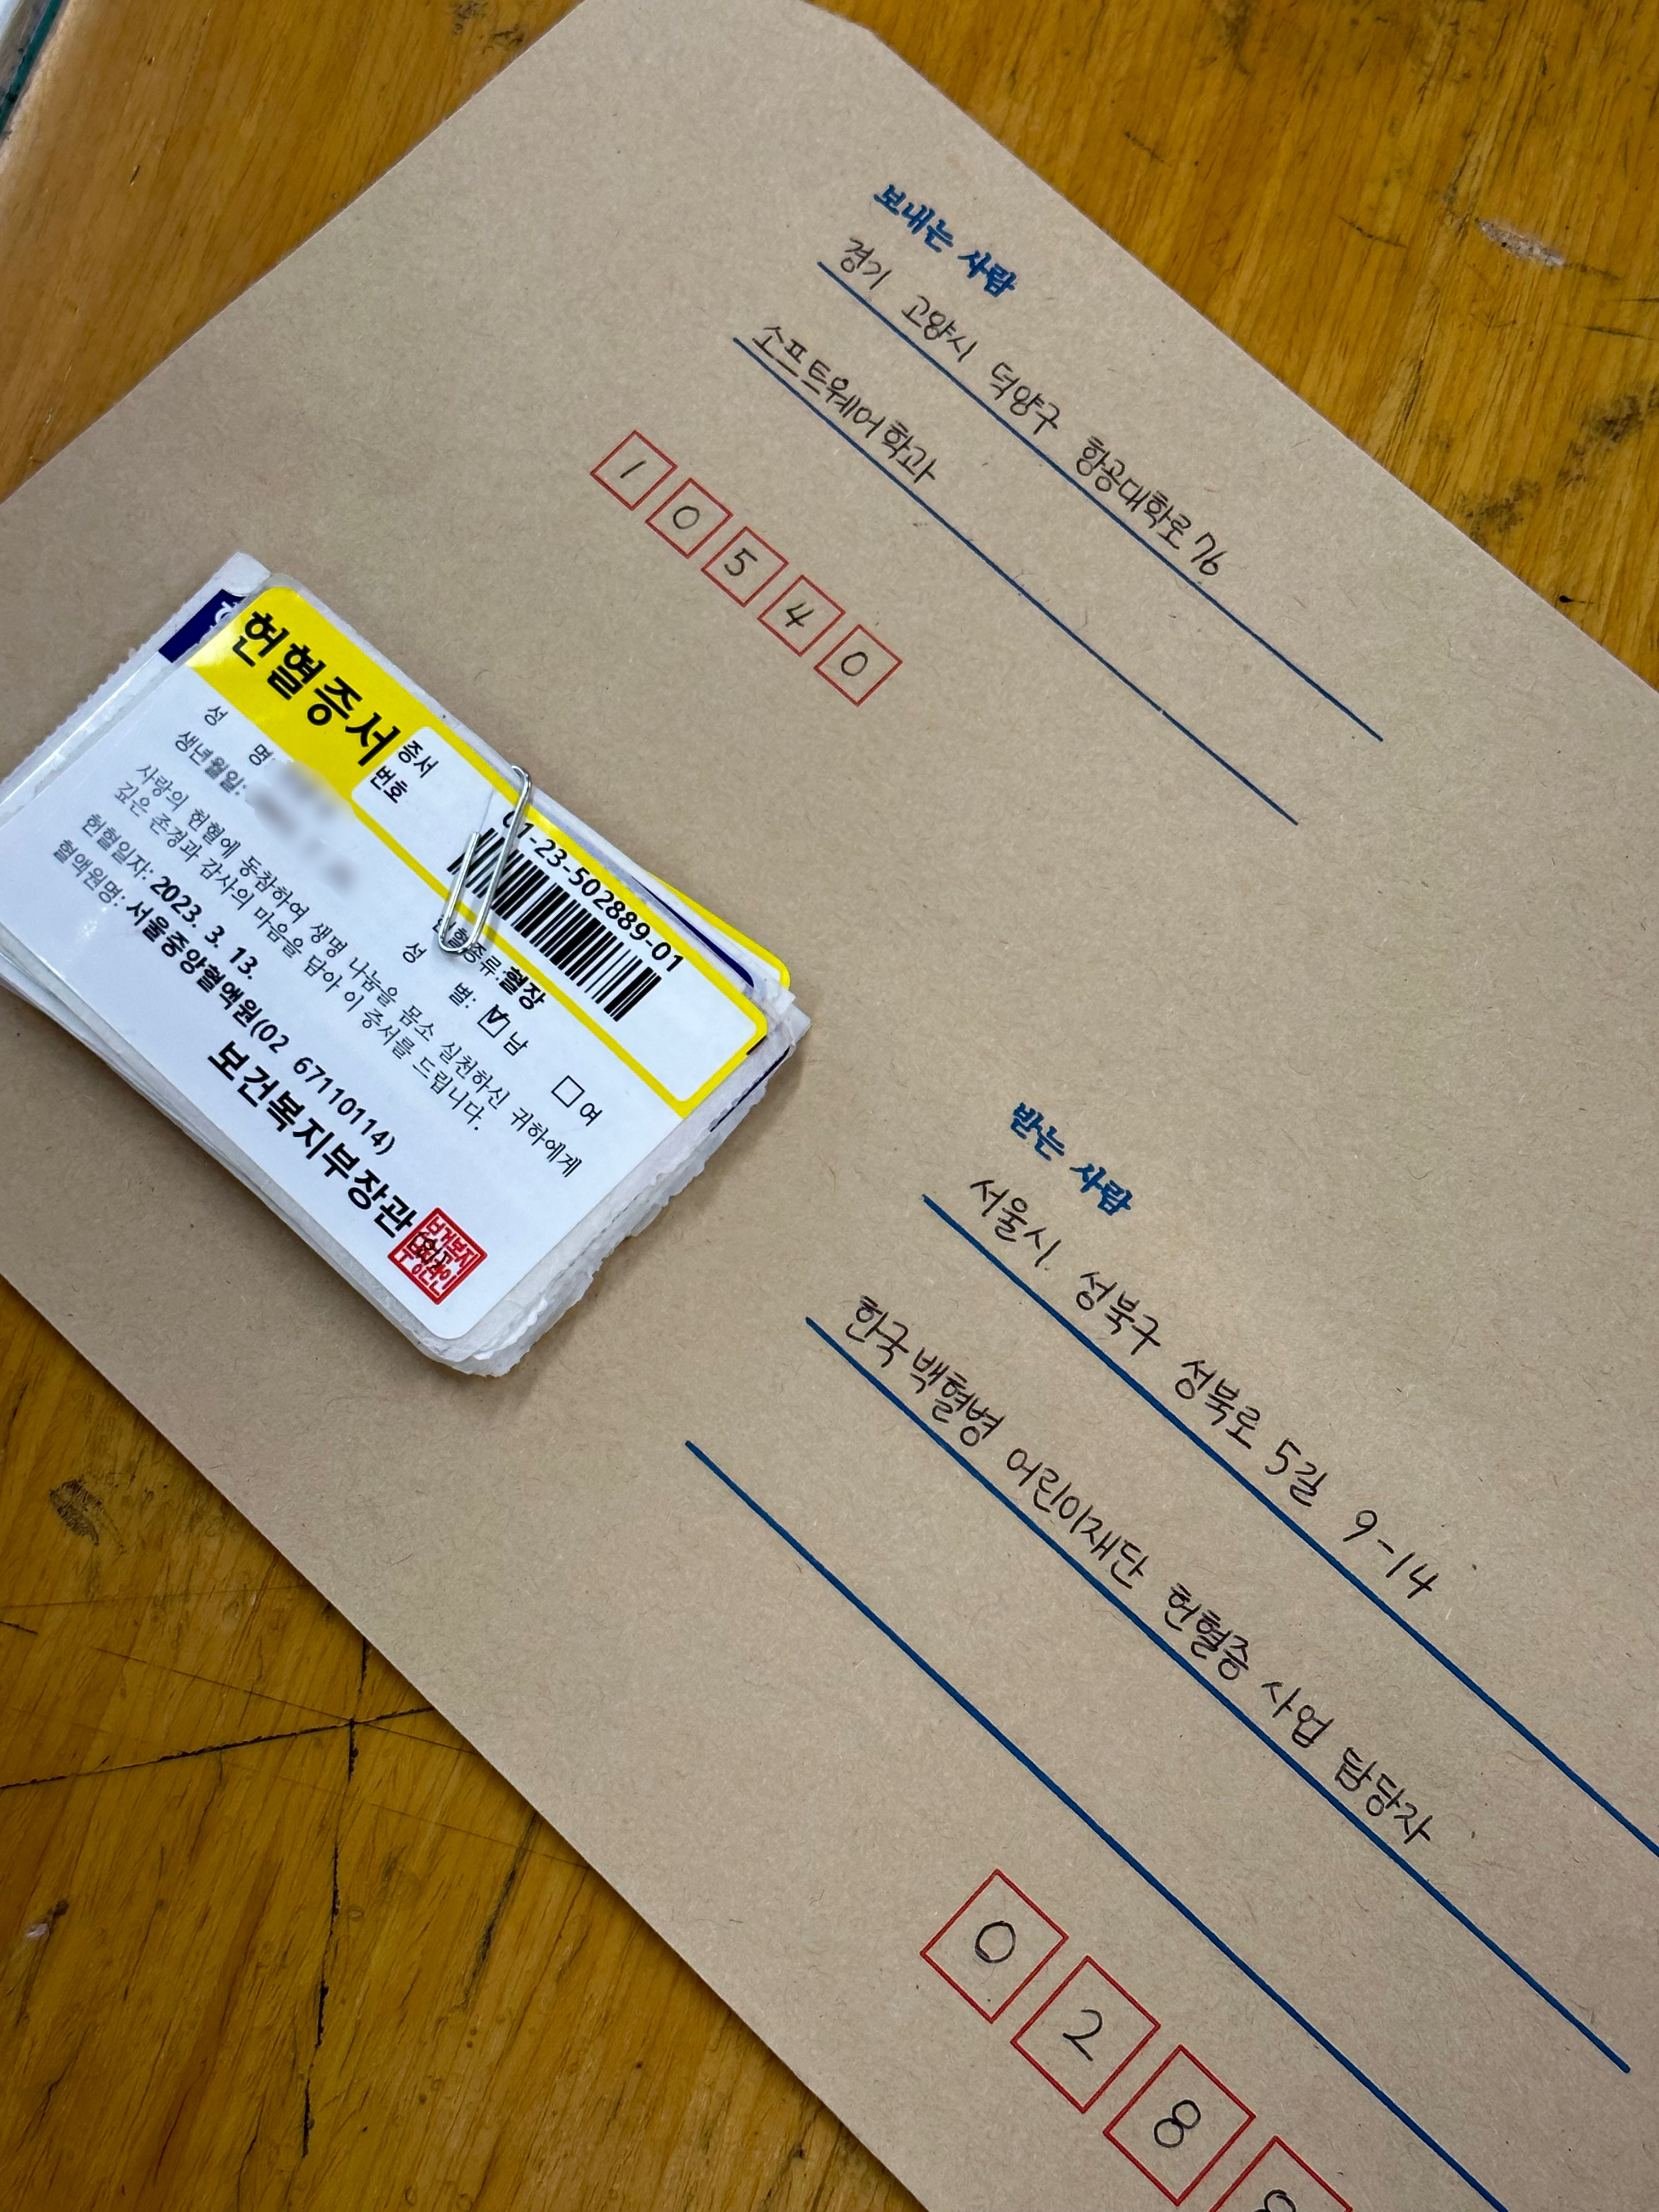 보내는 사람
경기 고양시 덕양구 항공대학로 76
소프트웨어학과
1 0 5 4 0
헌혈증서
증서
번호
01-23-502889-01
성 명
생년월일:
헌혈종류:혈장
성 별: ☑남 ☐여
사랑의 헌혈에 동참하여 생명 나눔을 몸소 실천하신 귀하에게
깊은 존경과 감사의 마음을 담아 이 증서를 드립니다.
헌혈일자: 2023. 3. 13.
혈액원명: 서울중앙혈액원(02 67110114)
보건복지부장관
받는 사람
서울시 성북구 성북로 5길 9-14
한국백혈병 어린이재단 헌혈증 사업 담당자
0 2 8